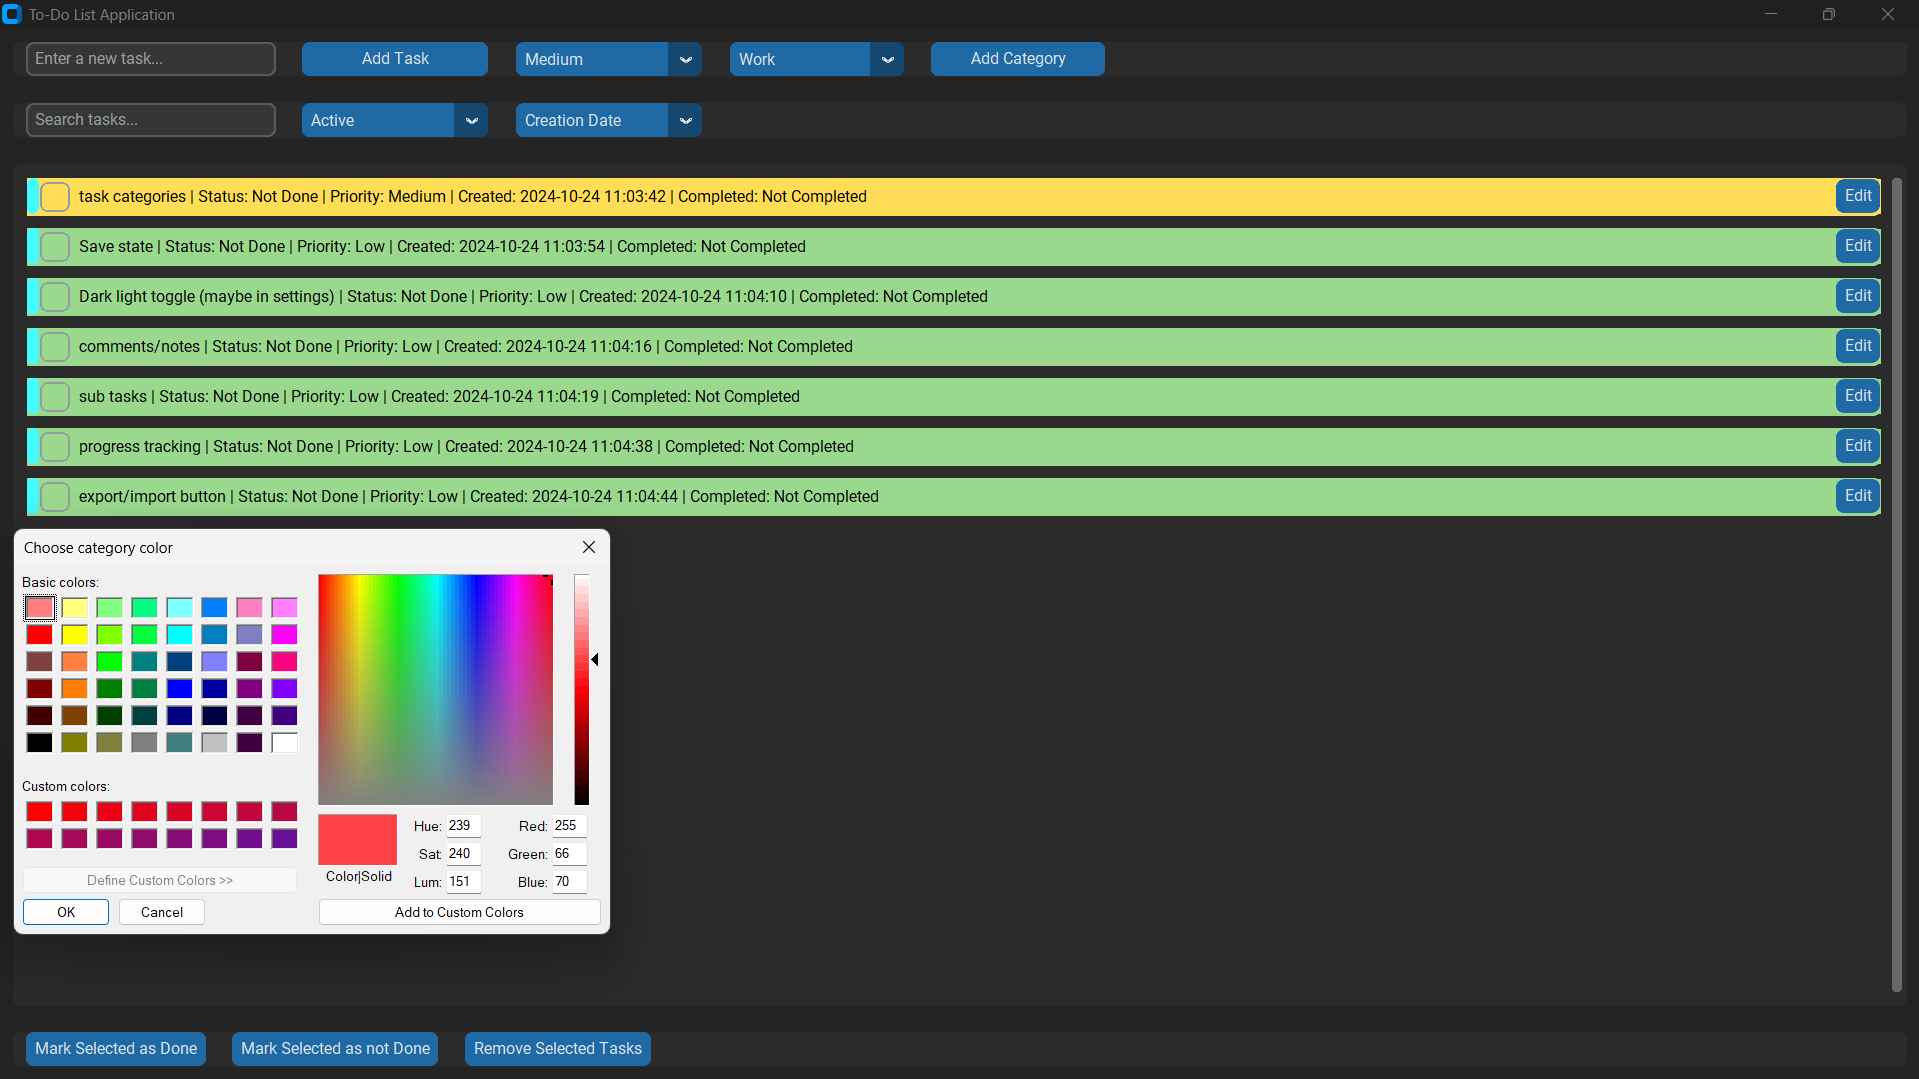 To-Do List Application
Enter a new task... Add Task Medium Work Add Category
Search tasks... Active Creation Date
task categories | Status: Not Done | Priority: Medium | Created: 2024-10-24 11:03:42 | Completed: Not Completed Edit
Save state | Status: Not Done | Priority: Low | Created: 2024-10-24 11:03:54 | Completed: Not Completed Edit
Dark light toggle (maybe in settings) | Status: Not Done | Priority: Low | Created: 2024-10-24 11:04:10 | Completed: Not Completed Edit
comments/notes | Status: Not Done | Priority: Low | Created: 2024-10-24 11:04:16 | Completed: Not Completed Edit
sub tasks | Status: Not Done | Priority: Low | Created: 2024-10-24 11:04:19 | Completed: Not Completed Edit
progress tracking | Status: Not Done | Priority: Low | Created: 2024-10-24 11:04:38 | Completed: Not Completed Edit
export/import button | Status: Not Done | Priority: Low | Created: 2024-10-24 11:04:44 | Completed: Not Completed Edit
Choose category color
Basic colors:
Custom colors:
Define Custom Colors >>
OK Cancel
Color|Solid
Hue: 239 Red: 255
Sat: 240 Green: 66
Lum: 151 Blue: 70
Add to Custom Colors
Mark Selected as Done Mark Selected as not Done Remove Selected Tasks